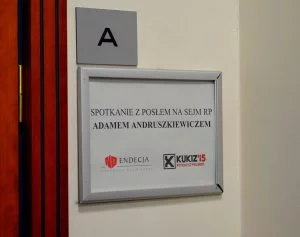 A
SPOTKANIE Z POSŁEM NA SEJM RP
ADAMEM ANDRUSZKIEWICZEM
ENDECJA
KUKIZ'15